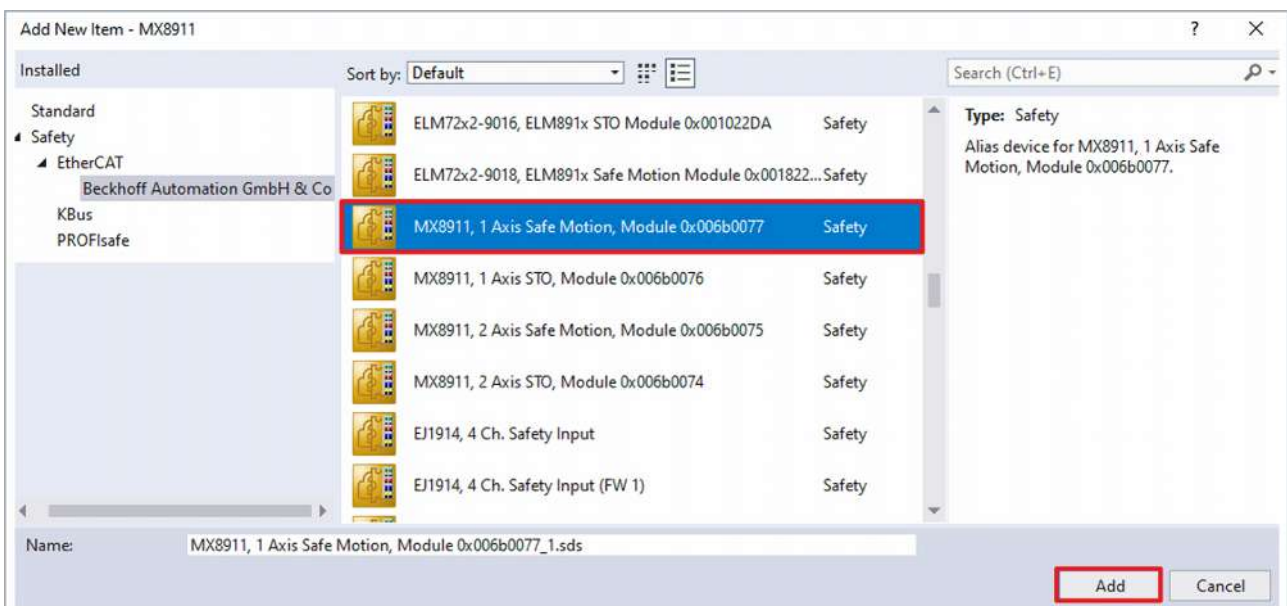 Add New Item - MX8911
?
Installed
Sort by: Default
Search (Ctrl+E)
Standard
Safety
EtherCAT
Beckhoff Automation GmbH & Co
KBus
PROFIsafe
ELM72x2-9016, ELM891x STO Module 0x001022DA Safety
ELM72x2-9018, ELM891x Safe Motion Module 0x001822... Safety
MX8911, 1 Axis Safe Motion, Module 0x006b0077 Safety
MX8911, 1 Axis STO, Module 0x006b0076 Safety
MX8911, 2 Axis Safe Motion, Module 0x006b0075 Safety
MX8911, 2 Axis STO, Module 0x006b0074 Safety
EJ1914, 4 Ch. Safety Input Safety
EJ1914, 4 Ch. Safety Input (FW 1) Safety
Type: Safety
Alias device for MX8911, 1 Axis Safe
Motion, Module 0x006b0077.
Name: MX8911, 1 Axis Safe Motion, Module 0x006b0077_1.sds
Add Cancel